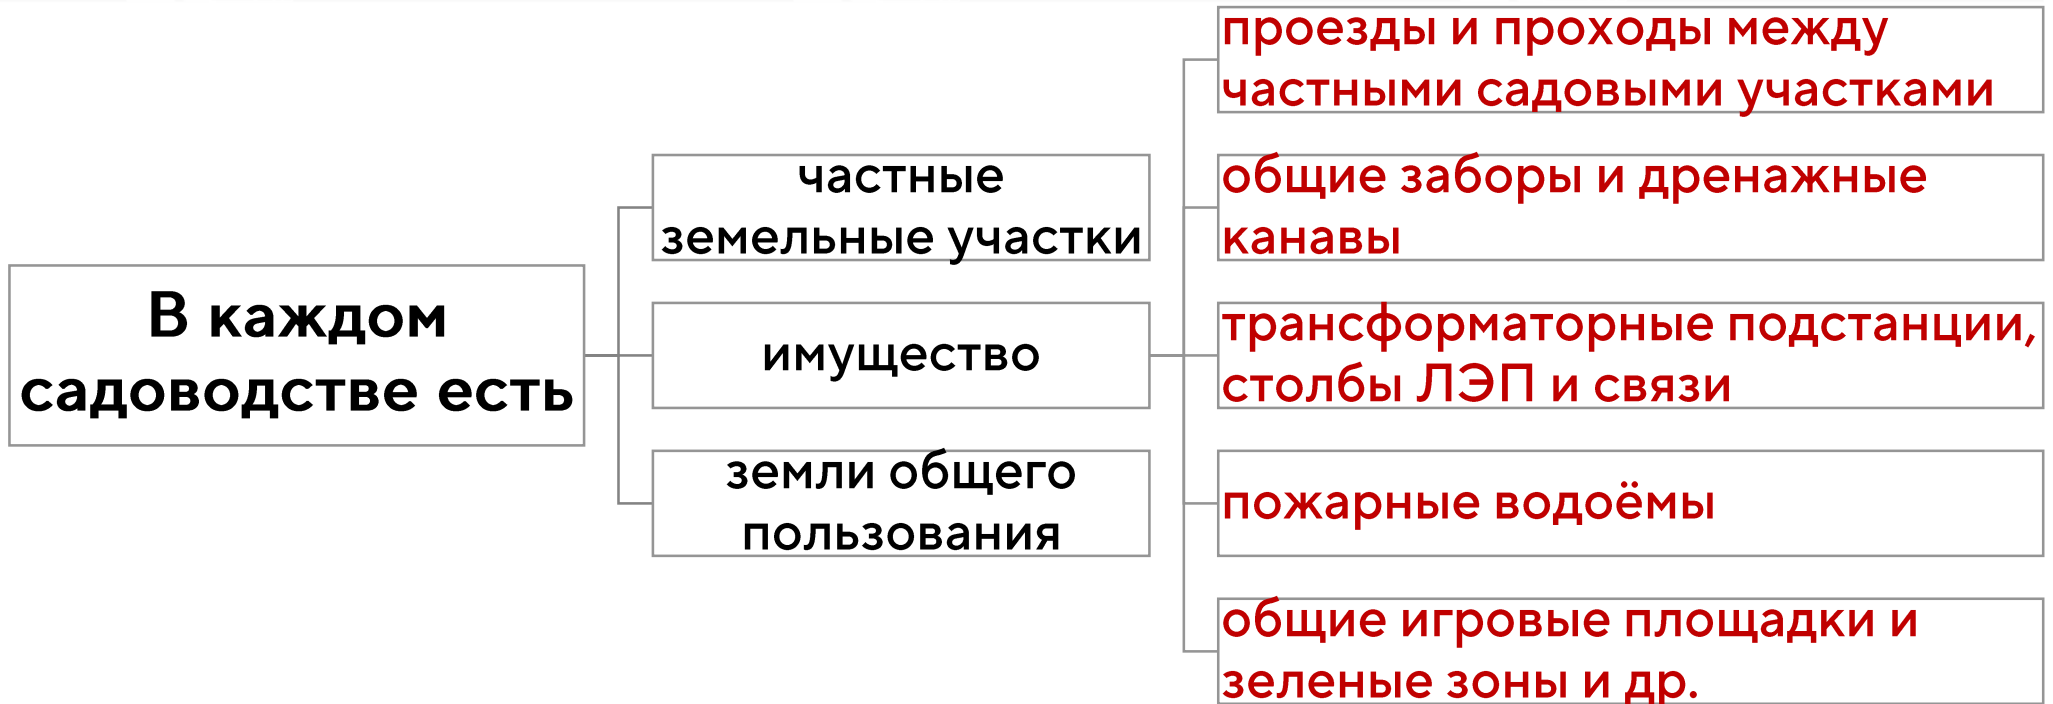 В каждом
садоводстве есть
частные
земельные участки
имущество
земли общего
пользования
проезды и проходы между
частными садовыми участками
общие заборы и дренажные
канавы
трансформаторные подстанции,
столбы ЛЭП и связи
пожарные водоёмы
общие игровые площадки и
зеленые зоны и др.